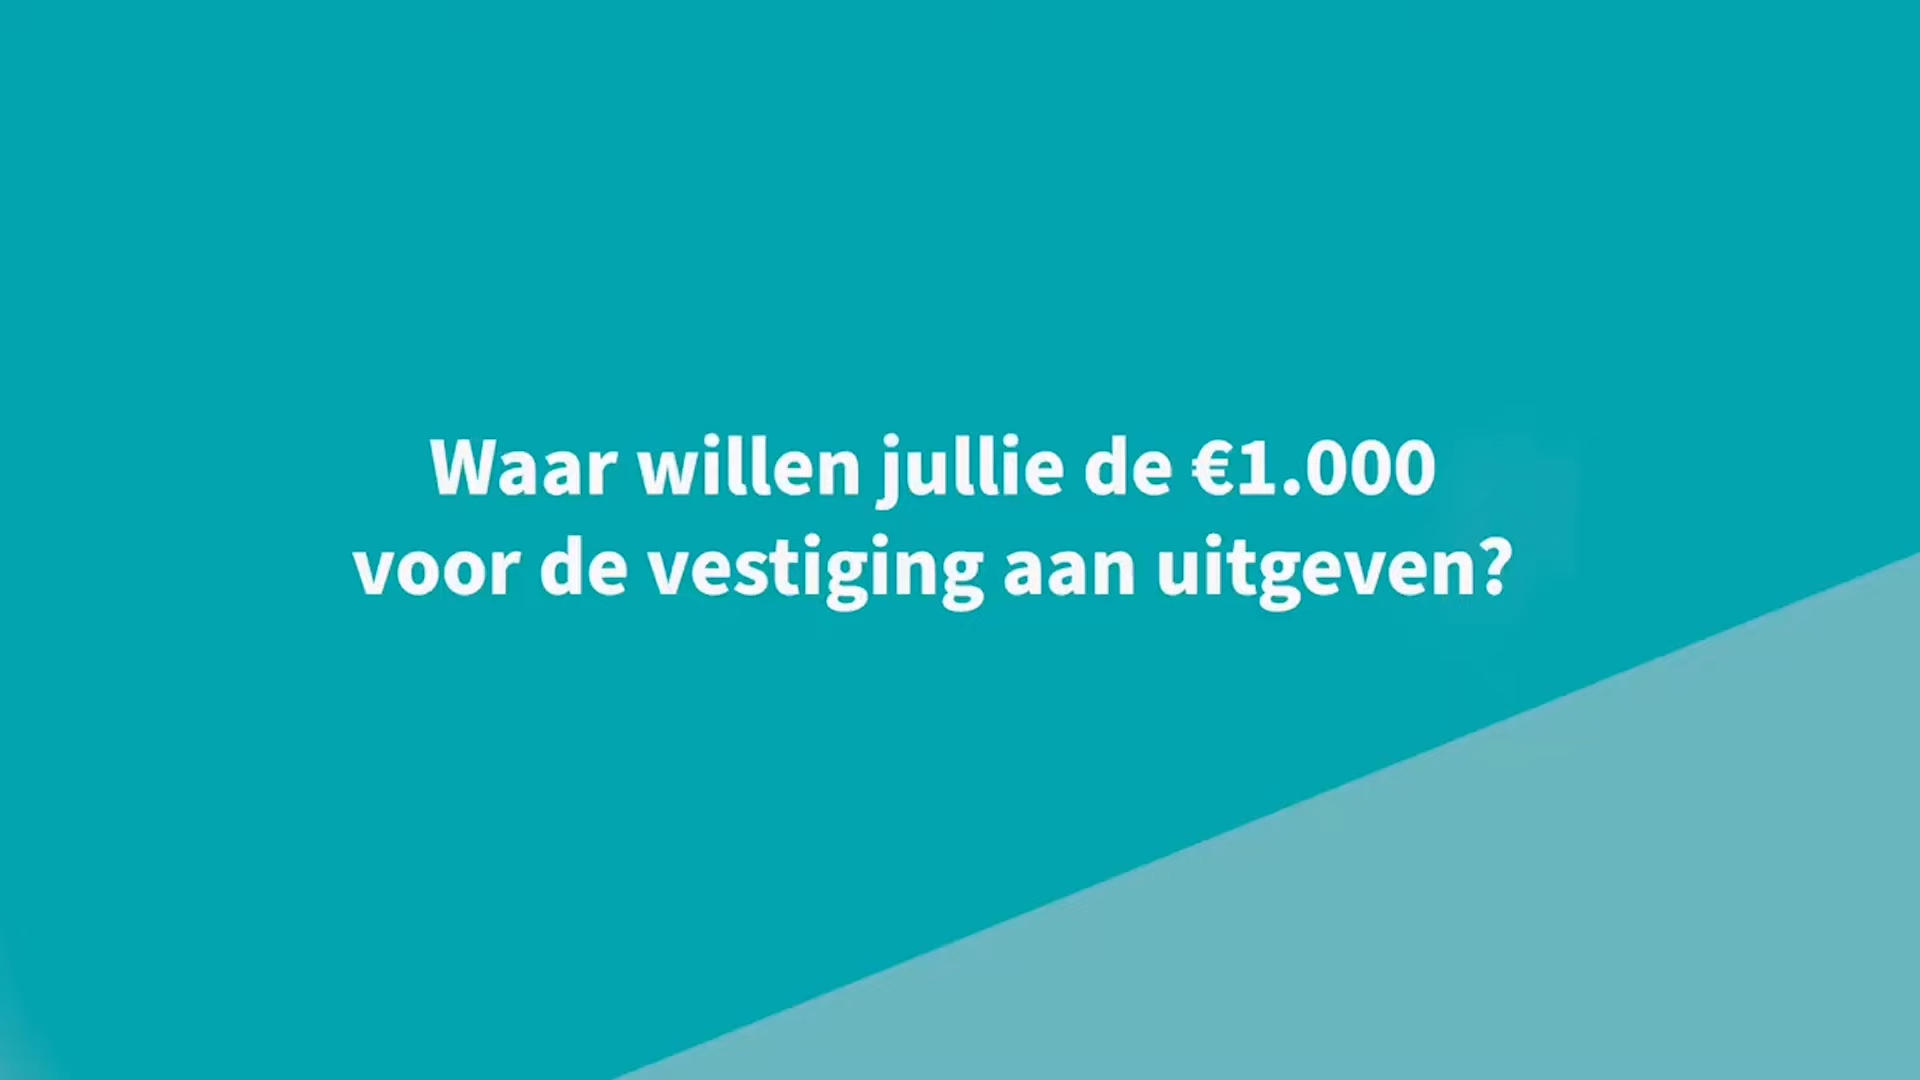 Waar willen jullie de €1.000
voor de vestiging aan uitgeven?